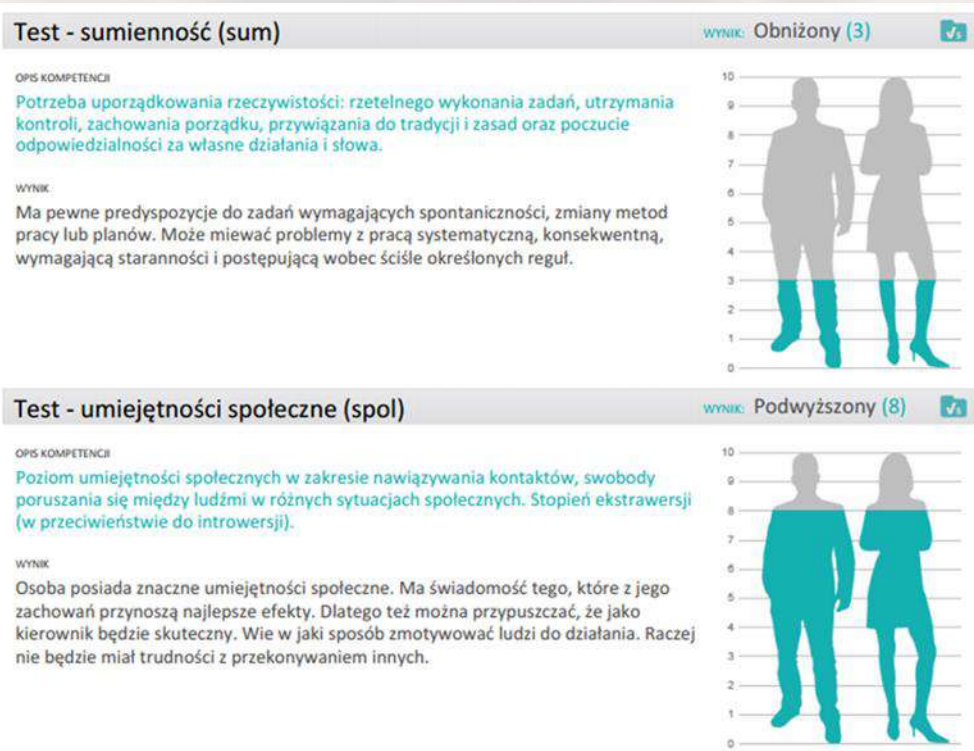 Test - sumienność (sum)
WYNIK: Obniżony (3)
OPIS KOMPETENCJI
Potrzeba uporządkowania rzeczywistości: rzetelnego wykonania zadań, utrzymania
kontroli, zachowania porządku, przywiązania do tradycji i zasad oraz poczucie
odpowiedzialności za własne działania i słowa.
WYNIK
Ma pewne predyspozycje do zadań wymagających spontaniczności, zmiany metod
pracy lub planów. Może miewać problemy z pracą systematyczną, konsekwentną,
wymagającą staranności i postępującą wobec ściśle określonych reguł.
10
9
8
7
6
5
4
3
2
1
0
Test - umiejętności społeczne (spol)
WYNIK: Podwyższony (8)
OPIS KOMPETENCJI
Poziom umiejętności społecznych w zakresie nawiązywania kontaktów, swobody
poruszania się między ludźmi w różnych sytuacjach społecznych. Stopień ekstrawersji
(w przeciwieństwie do introwersji).
WYNIK
Osoba posiada znaczne umiejętności społeczne. Ma świadomość tego, które z jego
zachowań przynoszą najlepsze efekty. Dlatego też można przypuszczać, że jako
kierownik będzie skuteczny. Wie w jaki sposób zmotywować ludzi do działania. Raczej
nie będzie miał trudności z przekonywaniem innych.
10
9
8
7
6
5
4
3
2
1
0